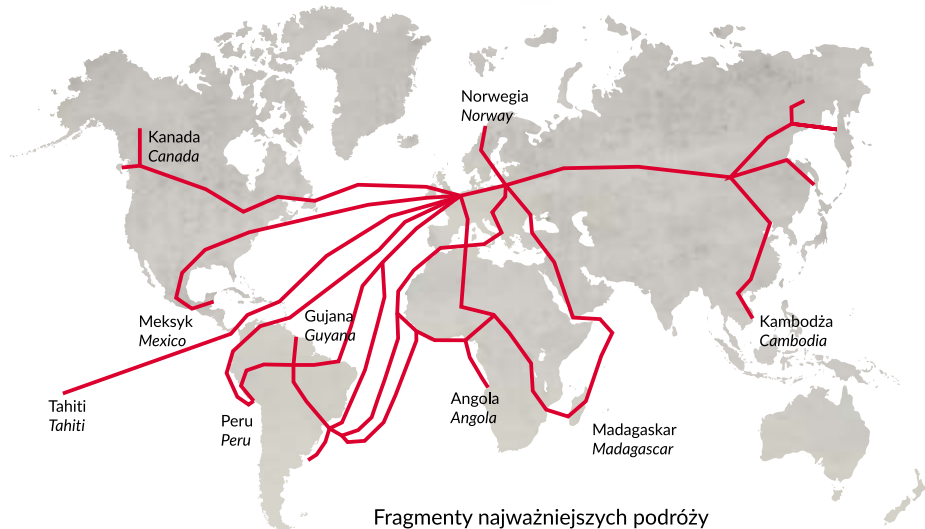 Norwegia
Norway
Kanada
Canada
Meksyk
Mexico
Gujana
Guyana
Kambodża
Cambodia
Tahiti
Tahiti
Peru
Peru
Angola
Angola
Madagaskar
Madagascar
Fragmenty najważniejszych podróży